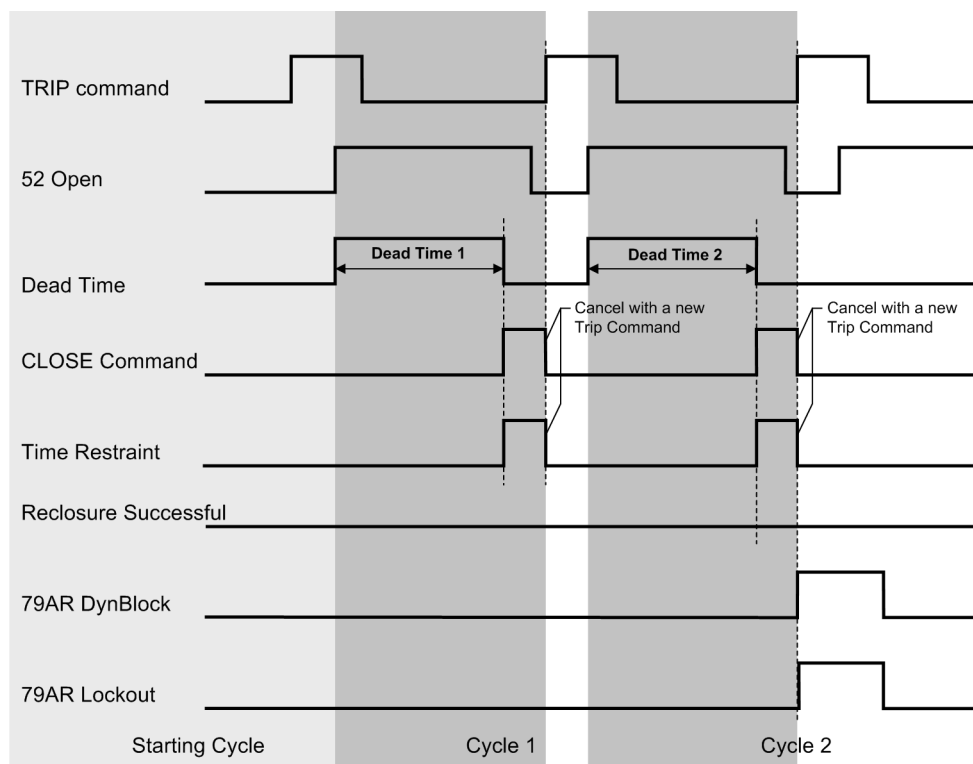 TRIP command
52 Open
Dead Time 1
Dead Time 2
Dead Time
Cancel with a new
Trip Command
Cancel with a new
Trip Command
CLOSE Command
Time Restraint
Reclosure Successful
79AR DynBlock
79AR Lockout
Starting Cycle
Cycle 1
Cycle 2